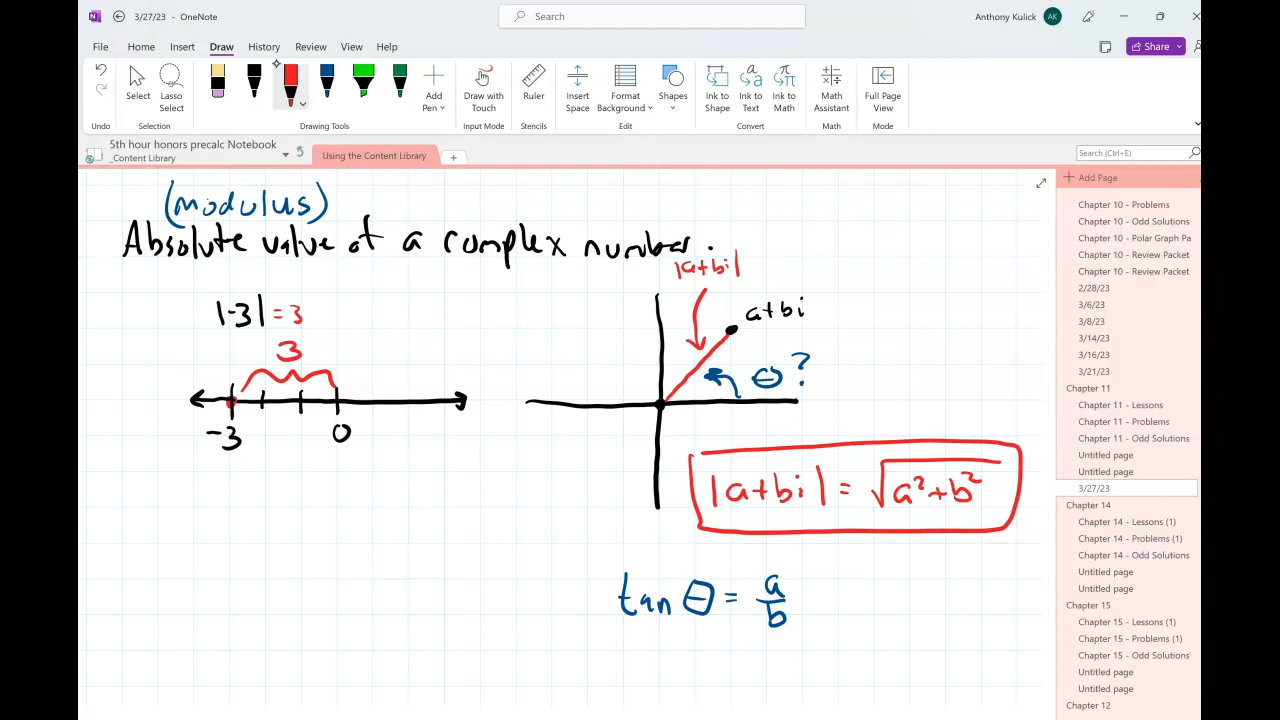 3/27/23 - OneNote
Search
Anthony Kulick
AK
File Home Insert Draw History Review View Help
Share
Undo
Select
Lasso Select
Selection
Drawing Tools
Add Pen
Draw with Touch
Input Mode
Ruler
Stencils
Insert Space
Format Background
Shapes
Edit
Ink to Shape
Ink to Text
Ink to Math
Convert
Math Assistant
Math
Full Page View
Mode
5th hour honors precalc Notebook
_Content Library
Using the Content Library
Search (Ctrl+E)
(modulus)
Absolute value of a complex number.
|-3| = 3
3
-3 0
|a+bi|
a+bi
θ ?
|a+bi| = √a²+b²
tan θ = a/b
Add Page
Chapter 10 - Problems
Chapter 10 - Odd Solutions
Chapter 10 - Polar Graph Pa
Chapter 10 - Review Packet
Chapter 10 - Review Packet
2/28/23
3/6/23
3/8/23
3/14/23
3/16/23
3/21/23
Chapter 11
Chapter 11 - Lessons
Chapter 11 - Problems
Chapter 11 - Odd Solutions
Untitled page
Untitled page
3/27/23
Chapter 14
Chapter 14 - Lessons (1)
Chapter 14 - Problems (1)
Chapter 14 - Odd Solutions
Untitled page
Untitled page
Chapter 15
Chapter 15 - Lessons (1)
Chapter 15 - Problems (1)
Chapter 15 - Odd Solutions
Untitled page
Untitled page
Chapter 12